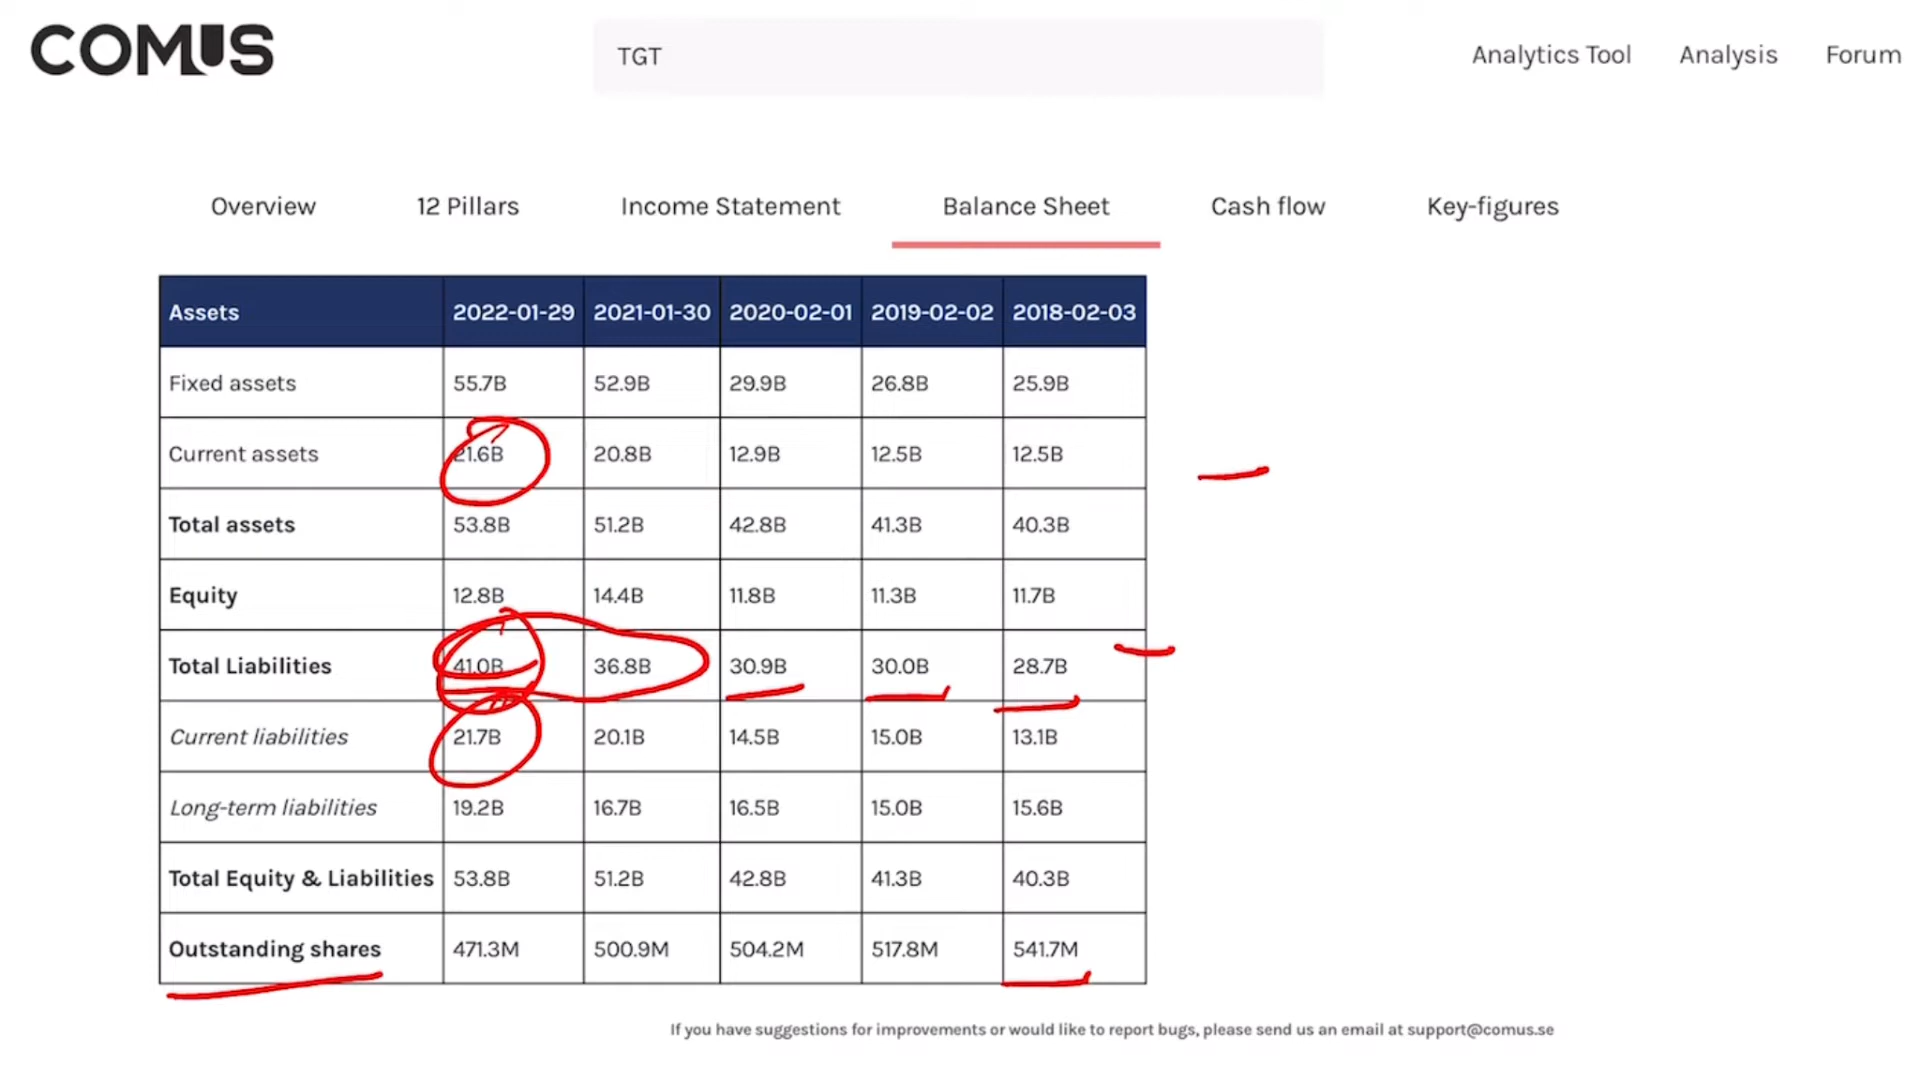 COMUS
TGT
Analytics Tool Analysis Forum
Overview 12 Pillars Income Statement Balance Sheet Cash flow Key-figures
Assets 2022-01-29 2021-01-30 2020-02-01 2019-02-02 2018-02-03
Fixed assets 55.7B 52.9B 29.9B 26.8B 25.9B
Current assets 21.6B 20.8B 12.9B 12.5B 12.5B
Total assets 53.8B 51.2B 42.8B 41.3B 40.3B
Equity 12.8B 14.4B 11.8B 11.3B 11.7B
Total Liabilities 41.0B 36.8B 30.9B 30.0B 28.7B
Current liabilities 21.7B 20.1B 14.5B 15.0B 13.1B
Long-term liabilities 19.2B 16.7B 16.5B 15.0B 15.6B
Total Equity & Liabilities 53.8B 51.2B 42.8B 41.3B 40.3B
Outstanding shares 471.3M 500.9M 504.2M 517.8M 541.7M
If you have suggestions for improvements or would like to report bugs, please send us an email at support@comus.se